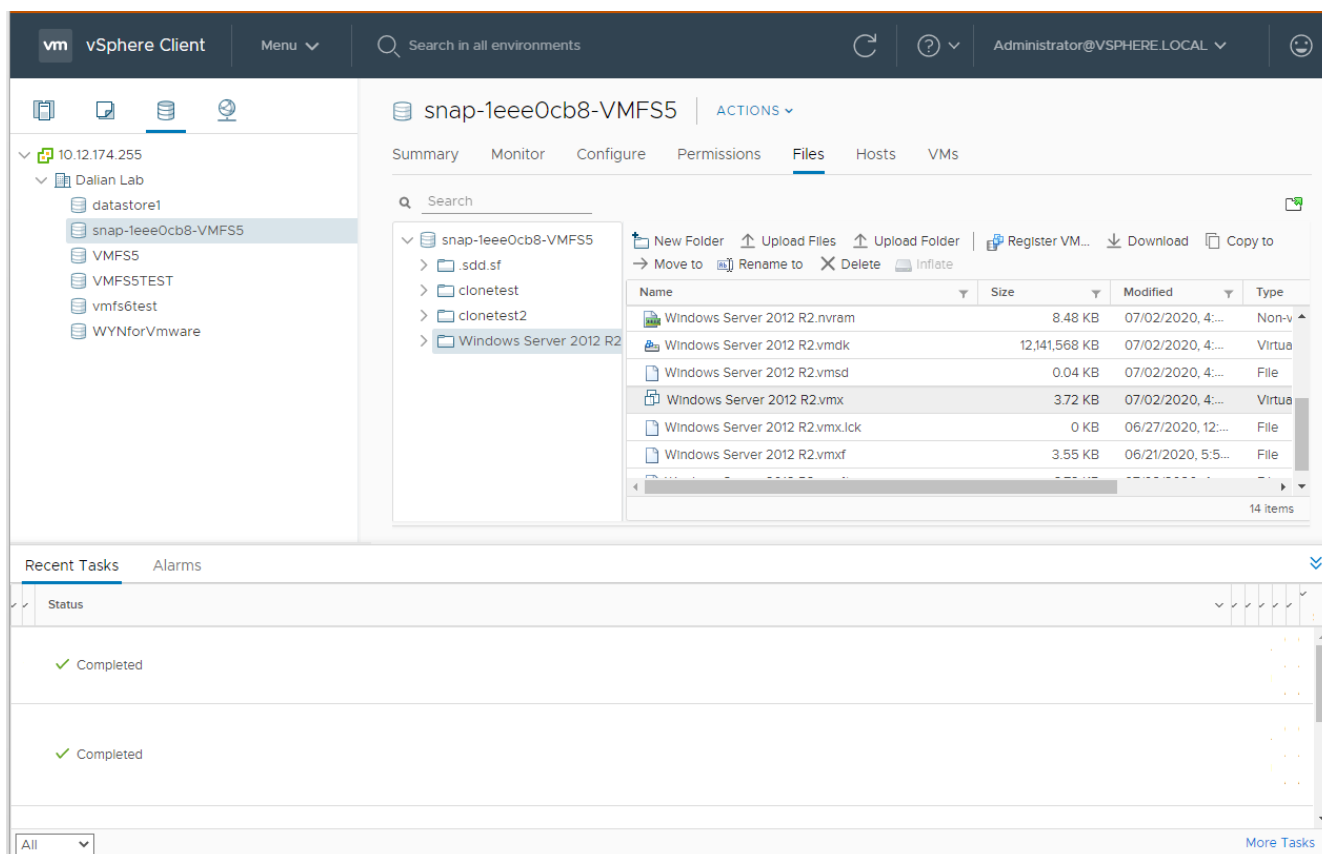 vm vSphere Client Menu Search in all environments Administrator@VSPHERE.LOCAL
snap-1eee0cb8-VMFS5 ACTIONS
Summary Monitor Configure Permissions Files Hosts VMs
10.12.174.255
Dalian Lab
datastore1
snap-1eee0cb8-VMFS5
VMFS5
VMFS5TEST
vmfs6test
WYNforVmware
Search
snap-1eee0cb8-VMFS5
.sdd.sf
clonetest
clonetest2
Windows Server 2012 R2
New Folder Upload Files Upload Folder Register VM... Download Copy to
Move to Rename to Delete Inflate
Name Size Modified Type
Windows Server 2012 R2.nvram 8.48 KB 07/02/2020, 4:... Non-v
Windows Server 2012 R2.vmdk 12,141,568 KB 07/02/2020, 4:... Virtua
Windows Server 2012 R2.vmsd 0.04 KB 07/02/2020, 4:... File
Windows Server 2012 R2.vmx 3.72 KB 07/02/2020, 4:... Virtua
Windows Server 2012 R2.vmx.lck 0 KB 06/27/2020, 12:... File
Windows Server 2012 R2.vmxf 3.55 KB 06/21/2020, 5:5... File
14 items
Recent Tasks Alarms
Status
Completed
Completed
All More Tasks